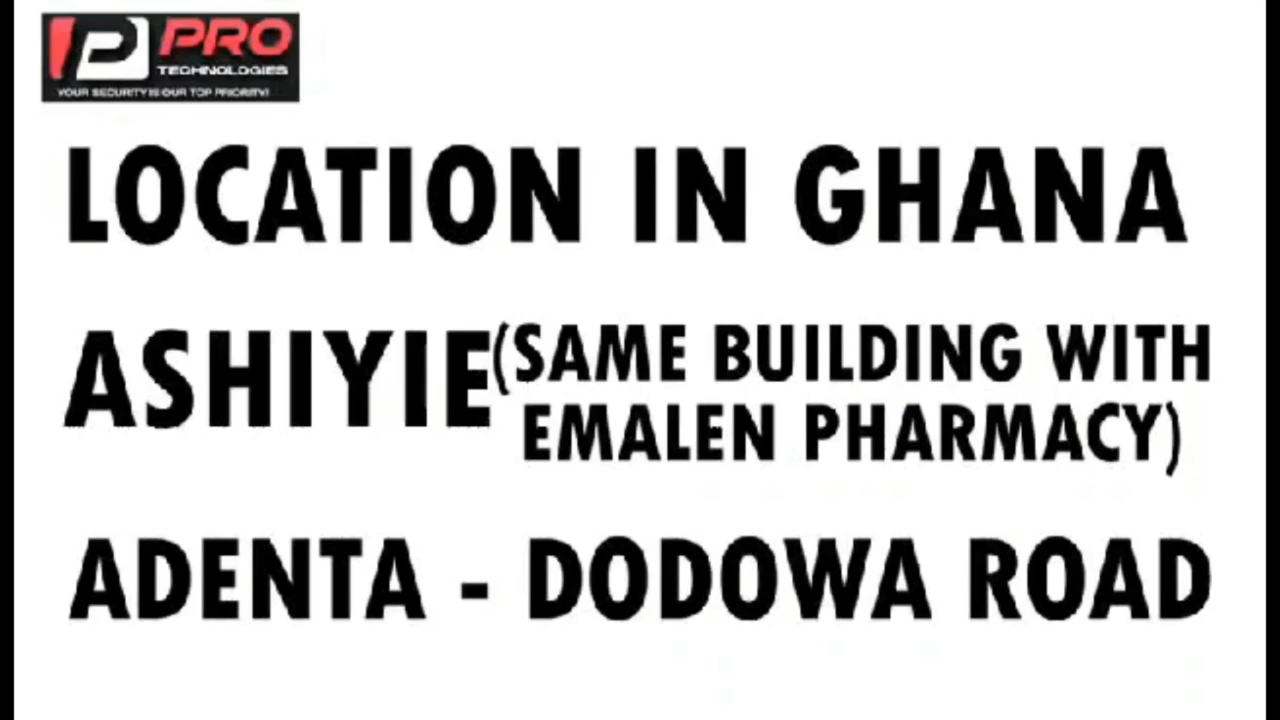 PRO
TECHNOLOGIES
YOUR SECURITY IS OUR TOP PRIORITY!
LOCATION IN GHANA
ASHIYIE (SAME BUILDING WITH
EMALEN PHARMACY)
ADENTA - DODOWA ROAD